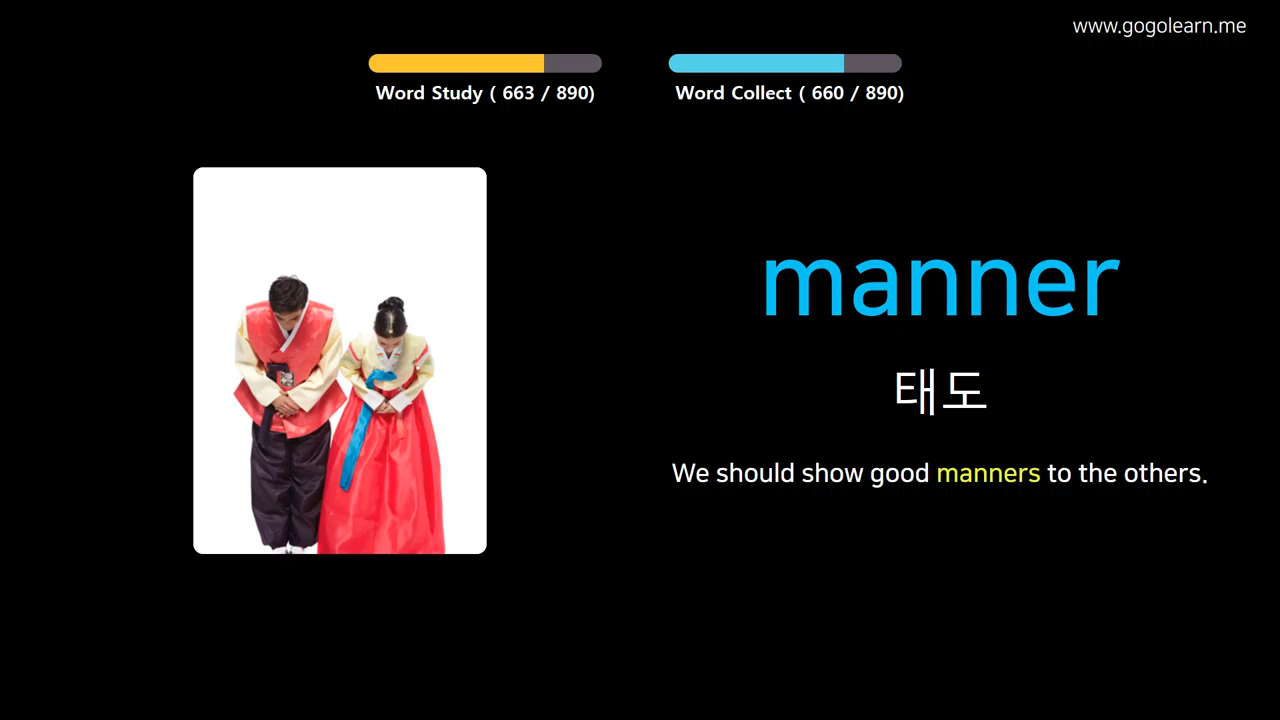 www.gogolearn.me
Word Study ( 663 / 890)
Word Collect ( 660 / 890)
manner
태도
We should show good manners to the others.